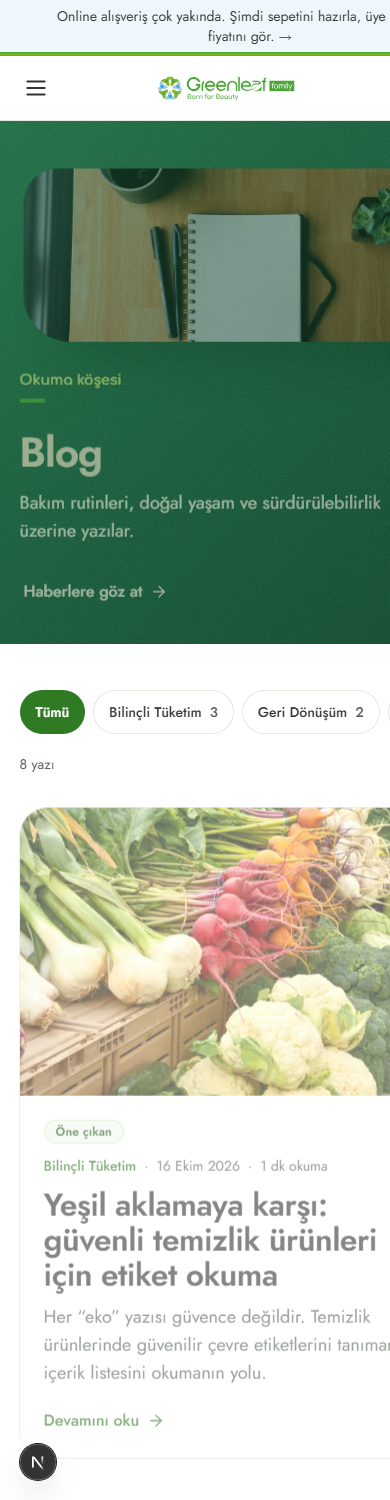 Online alışveriş çok yakında. Şimdi sepetini hazırla, üye
fiyatını gör. →
Greenleaf family
Born for Beauty
Okuma köşesi
Blog
Bakım rutinleri, doğal yaşam ve sürdürülebilirlik
üzerine yazılar.
Haberlere göz at →
Tümü
Bilinçli Tüketim 3
Geri Dönüşüm 2
8 yazı
Öne çıkan
Bilinçli Tüketim · 16 Ekim 2026 · 1 dk okuma
Yeşil aklamaya karşı:
güvenli temizlik ürünleri
için etiket okuma
Her “eko” yazısı güvence değildir. Temizlik
ürünlerinde güvenilir çevre etiketlerini
içerik listesini okumanın yolu.
Devamını oku →
N